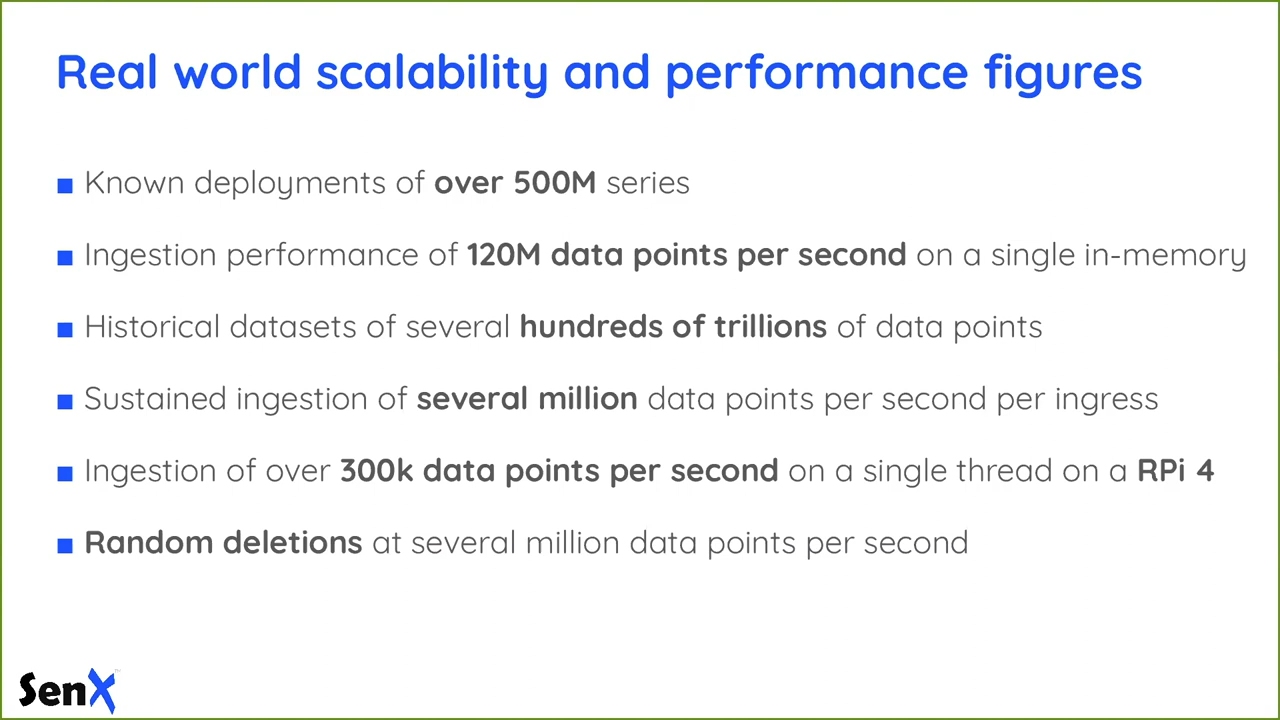 Real world scalability and performance figures
■ Known deployments of over 500M series
■ Ingestion performance of 120M data points per second on a single in-memory
■ Historical datasets of several hundreds of trillions of data points
■ Sustained ingestion of several million data points per second per ingress
■ Ingestion of over 300k data points per second on a single thread on a RPi 4
■ Random deletions at several million data points per second
SenX